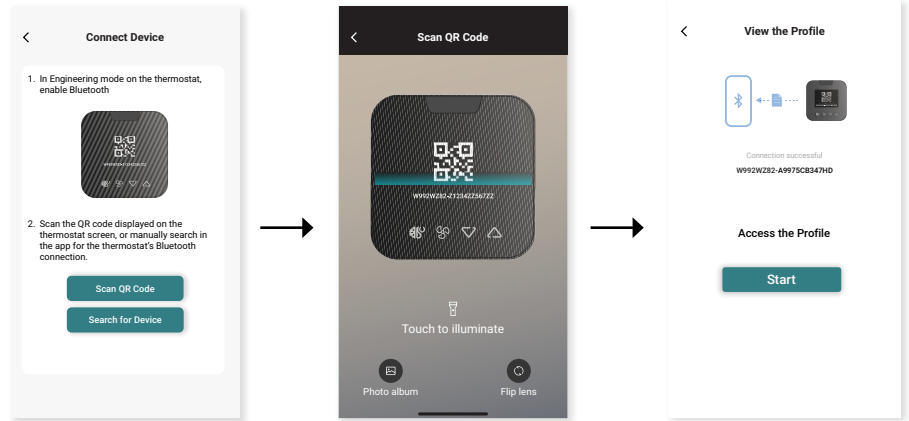 Connect Device
1. In Engineering mode on the thermostat,
enable Bluetooth
2. Scan the QR code displayed on the
thermostat screen, or manually search in
the app for the thermostat's Bluetooth
connection.
Scan QR Code
Search for Device
Scan QR Code
W992WZ82-Z1234ZZ567ZZ
Touch to illuminate
Photo album
Flip lens
View the Profile
Connection successful
W992WZ82-A9975CB347HD
Access the Profile
Start